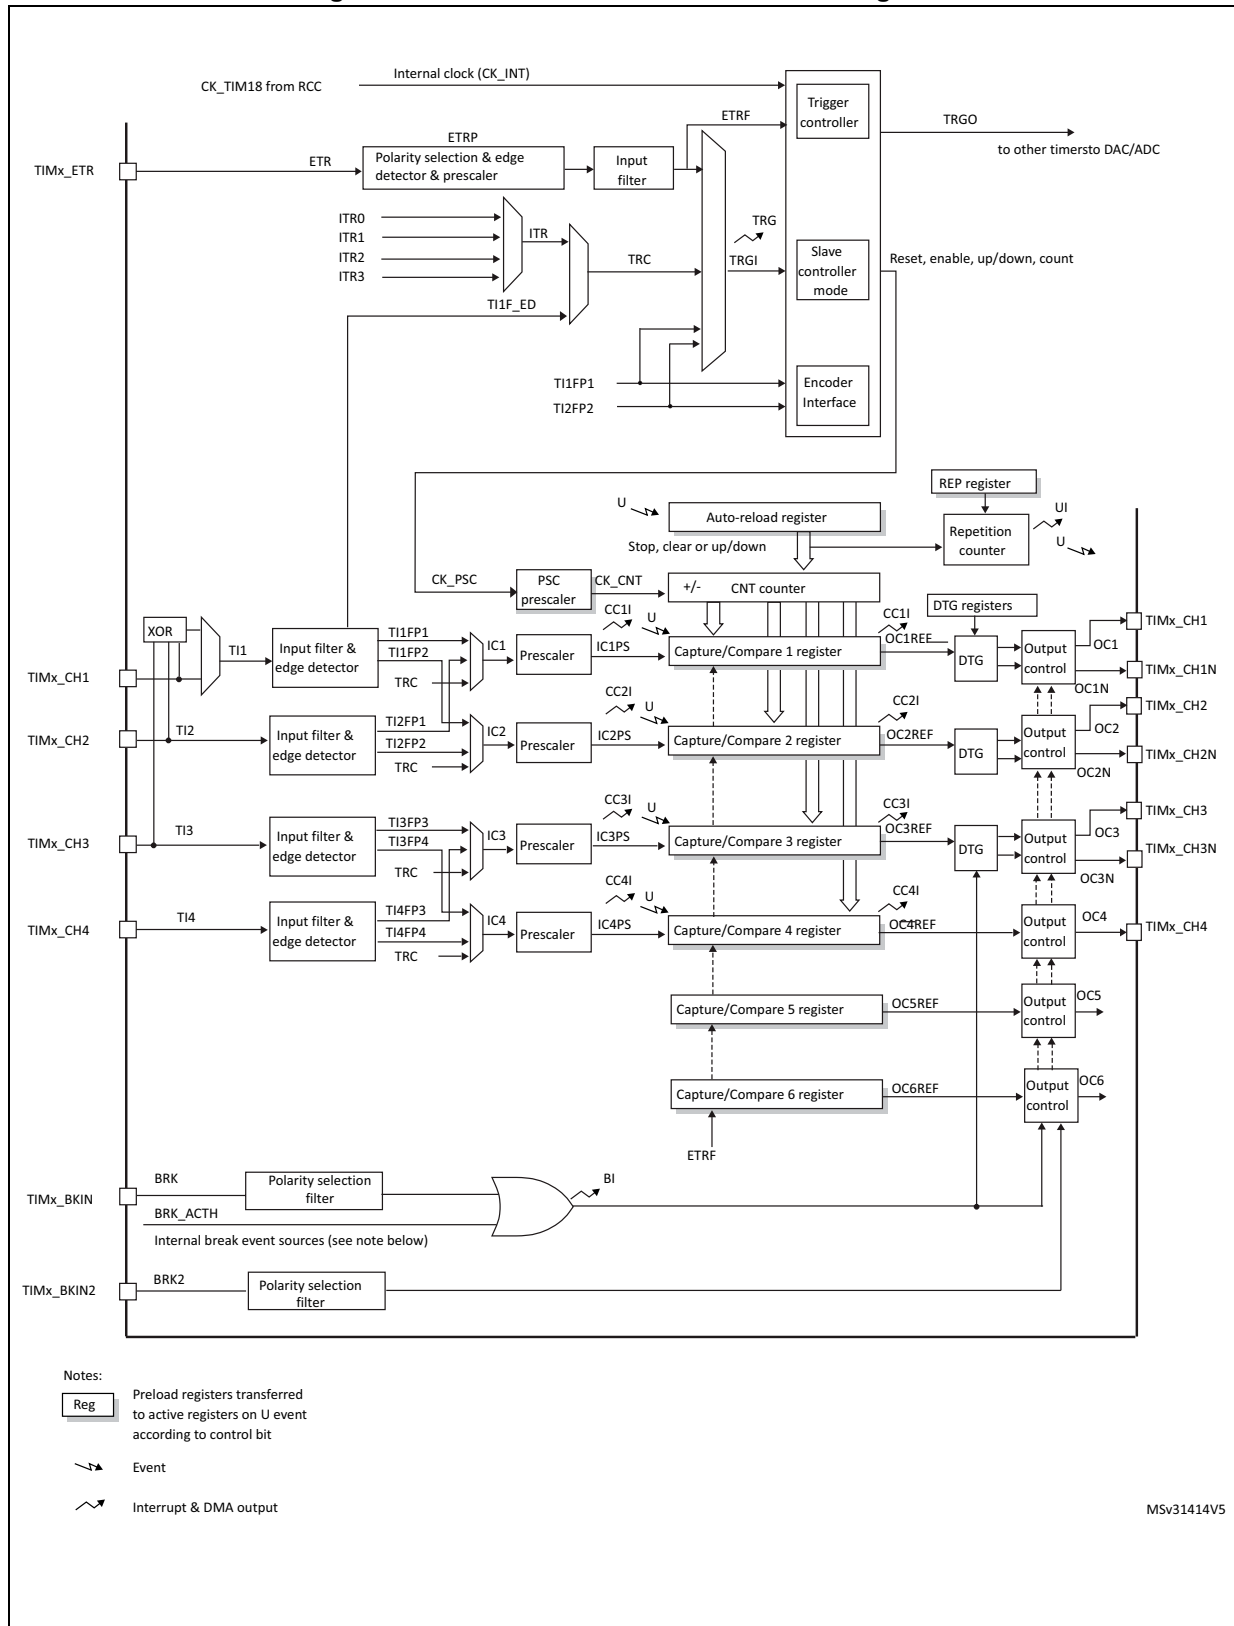 Internal clock (CK_INT)
CK_TIM18 from RCC
Trigger
controller
ETRF
TRGO
to other timersto DAC/ADC
ETRP
TIMx_ETR
ETR
Polarity selection & edge
detector & prescaler
Input
filter
ITR0
ITR1
ITR2
ITR3
ITR
TRC
TRG
TRGI
Slave
controller
mode
Reset, enable, up/down, count
TI1F_ED
TI1FP1
TI2FP2
Encoder
Interface
REP register
U
Auto-reload register
Repetition
counter
UI
U
Stop, clear or up/down
CK_PSC
PSC
prescaler
CK_CNT
+/-
CNT counter
DTG registers
XOR
TI1
Input filter &
edge detector
TI1FP1
TI1FP2
TRC
IC1
Prescaler
IC1PS
CC1I
U
Capture/Compare 1 register
CC1I
OC1REF
DTG
Output
control
OC1
TIMx_CH1
TIMx_CH1N
OC1N
TIMx_CH1
TIMx_CH2
TI2
Input filter &
edge detector
TI2FP1
TI2FP2
TRC
IC2
Prescaler
IC2PS
CC2I
U
Capture/Compare 2 register
CC2I
OC2REF
DTG
Output
control
OC2
TIMx_CH2
TIMx_CH2N
OC2N
TIMx_CH3
TI3
Input filter &
edge detector
TI3FP3
TI3FP4
TRC
IC3
Prescaler
IC3PS
CC3I
U
Capture/Compare 3 register
CC3I
OC3REF
DTG
Output
control
OC3
TIMx_CH3
TIMx_CH3N
OC3N
TIMx_CH4
TI4
Input filter &
edge detector
TI4FP3
TI4FP4
TRC
IC4
Prescaler
IC4PS
CC4I
U
Capture/Compare 4 register
CC4I
OC4REF
Output
control
OC4
TIMx_CH4
Capture/Compare 5 register
OC5REF
Output
control
OC5
Capture/Compare 6 register
OC6REF
Output
control
OC6
ETRF
TIMx_BKIN
BRK
Polarity selection
filter
BI
BRK_ACTH
Internal break event sources (see note below)
TIMx_BKIN2
BRK2
Polarity selection
filter
Notes:
Reg
Preload registers transferred
to active registers on U event
according to control bit
Event
Interrupt & DMA output
MSv31414V5